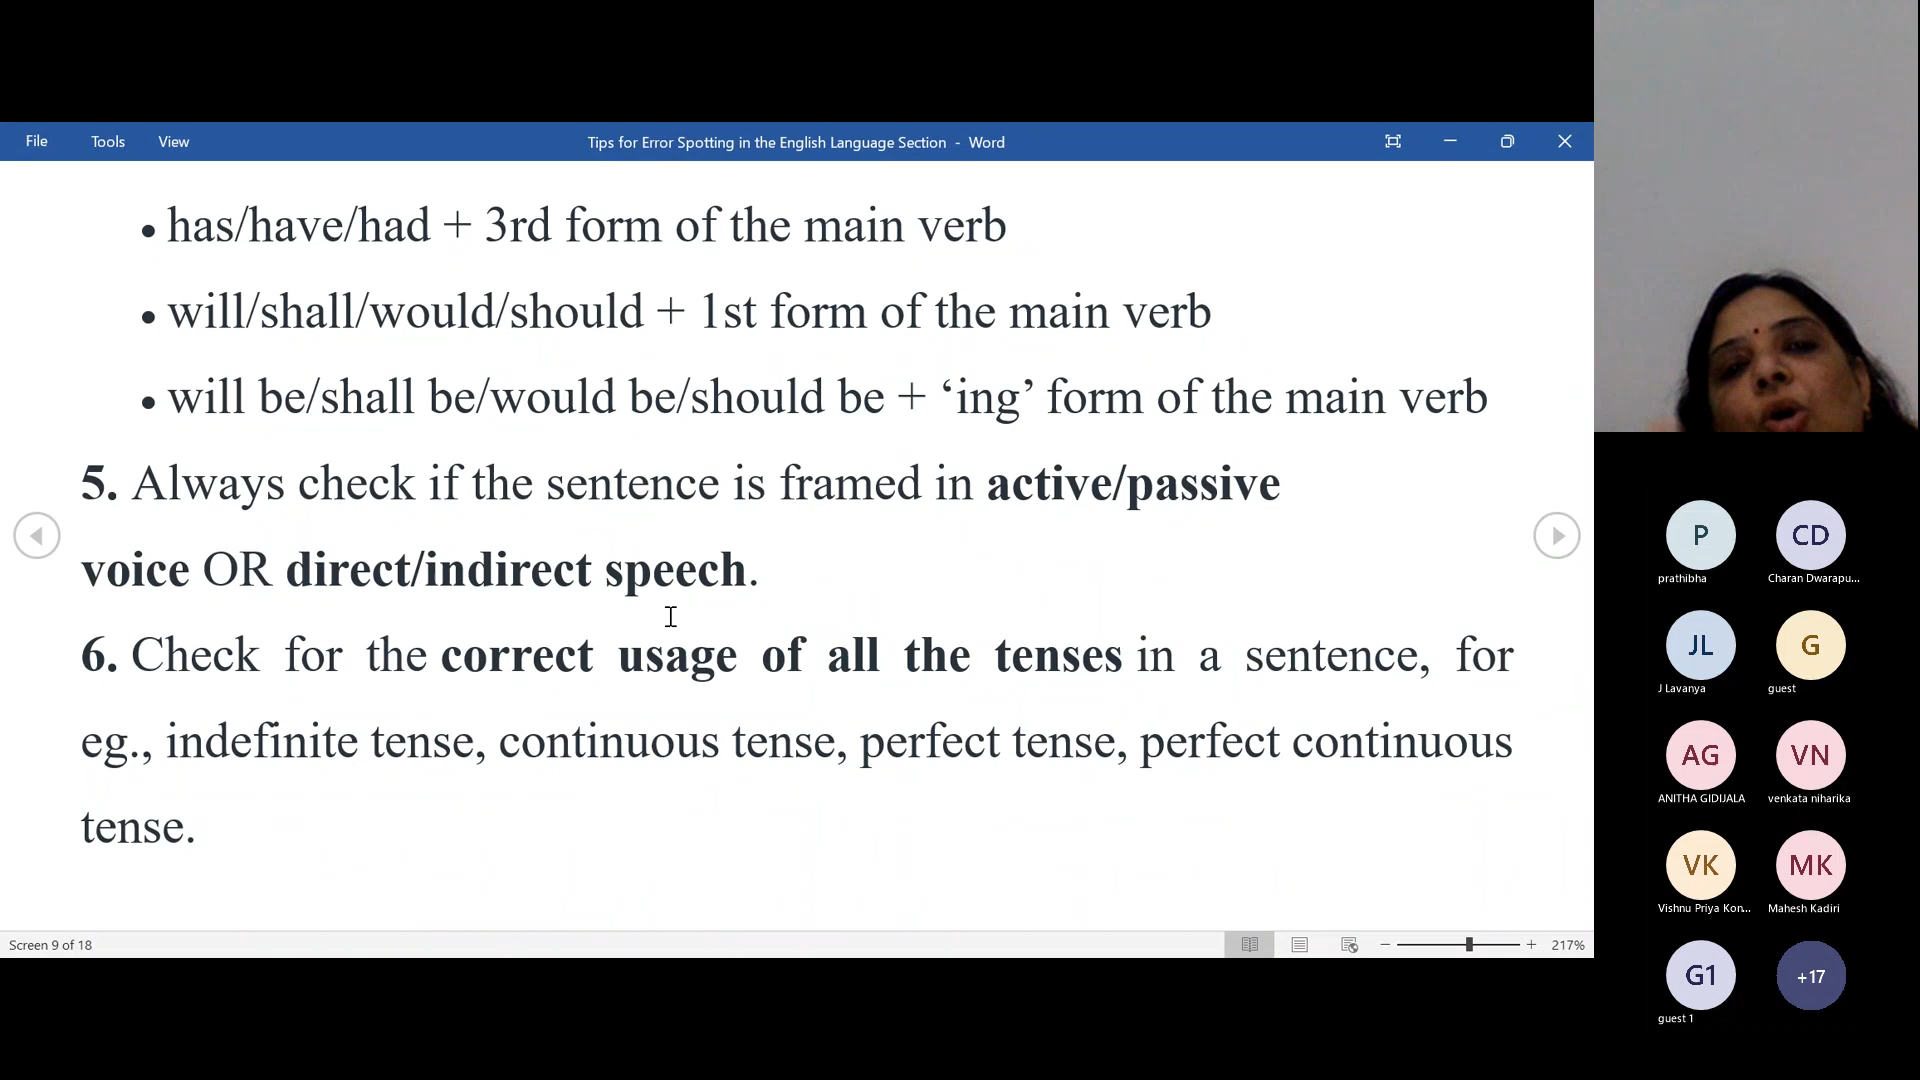 File Tools View Tips for Error Spotting in the English Language Section - Word
• has/have/had + 3rd form of the main verb
• will/shall/would/should + 1st form of the main verb
• will be/shall be/would be/should be + ‘ing’ form of the main verb
5. Always check if the sentence is framed in active/passive
voice OR direct/indirect speech.
6. Check for the correct usage of all the tenses in a sentence, for
eg., indefinite tense, continuous tense, perfect tense, perfect continuous
tense.
Screen 9 of 18 217%
P CD
prathibha Charan Dwarapu...
JL G
J Lavanya guest
AG VN
ANITHA GIDIJALA venkata niharika
VK MK
Vishnu Priya Kon... Mahesh Kadiri
G1 +17
guest 1